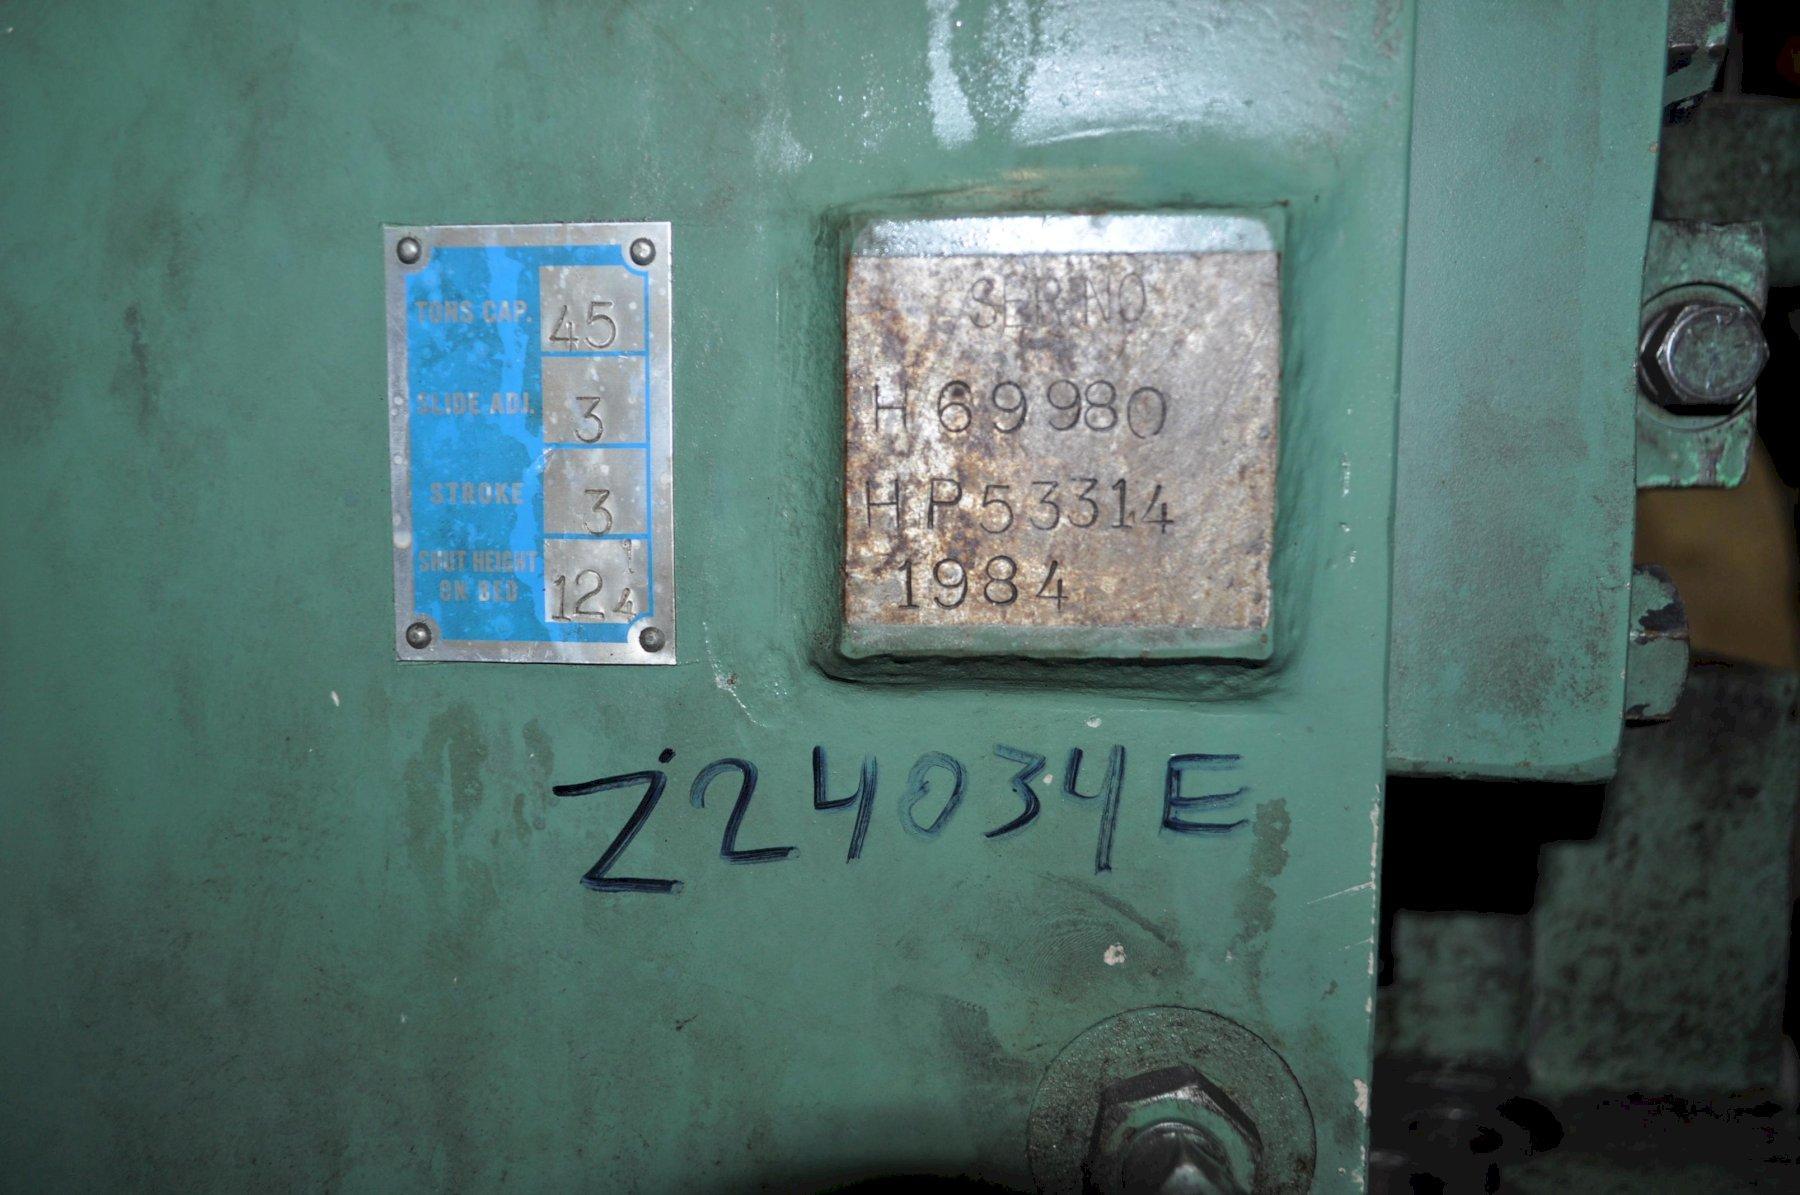 TONS CAP. 45
SLIDE ADJ. 3
STROKE 3
SHUT HEIGHT
ON BED 12 1/4
SER NO
H69980
HP53314
1984
Z24034E